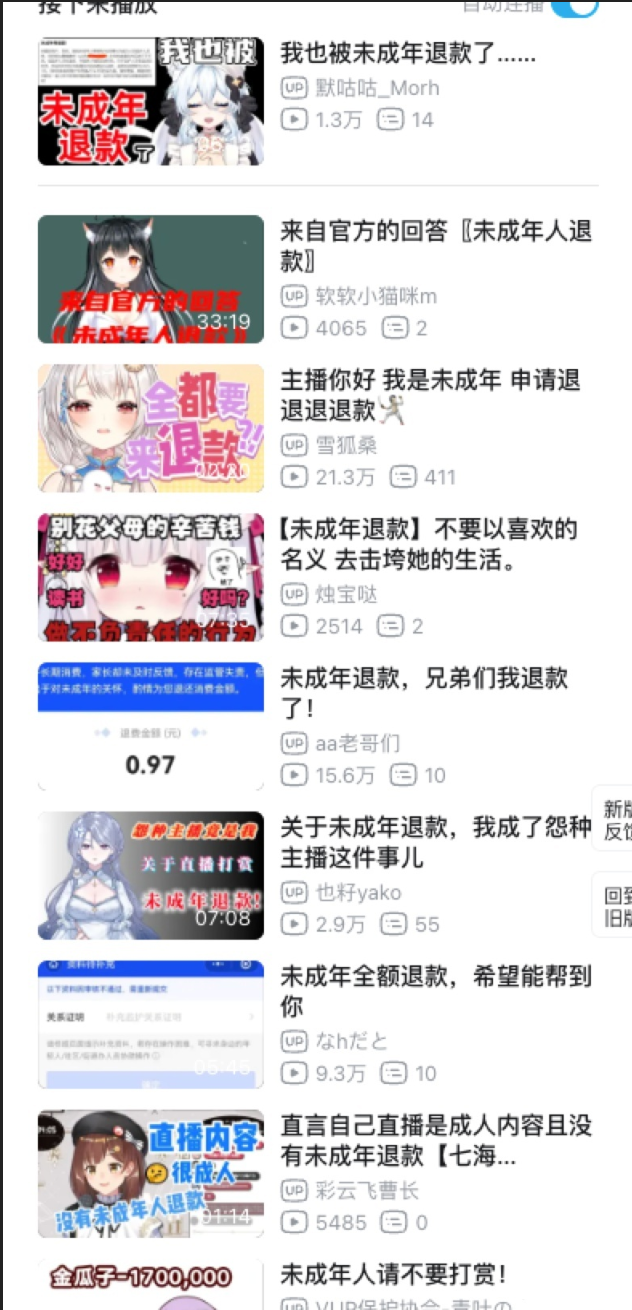 接下来播放
自动连播
我也被
未成年
退款了
我也被未成年退款了……
UP 默咕咕_Morh
1.3万 14
来自官方的回答
《未成年人退款》
33:19
来自官方的回答〖未成年人退
款〗
UP 软软小猫咪m
4065 2
全都要
来退款?!
主播你好 我是未成年 申请退
退退退款
UP 雪狐桑
21.3万 411
别花父母的辛苦钱
好好
读书
好吗?
07:35
做不负责任的行为
【未成年退款】不要以喜欢的
名义 去击垮她的生活。
UP 烛宝哒
2514 2
长期消费,家长却未及时反馈,存在监管失责,
于对未成年的关怀,酌情为您退还消费金额。
退费金额 (元)
0.97
未成年退款,兄弟们我退款
了!
UP aa老哥们
15.6万 10
怨种主播竟是我
关于直播打赏
未成年退款!
07:08
关于未成年退款,我成了怨种
主播这件事儿
UP 也籽yako
2.9万 55
新版
反馈
回到
旧版
资料待补充
以下资料因审核不通过,需重新提交
关系证明
05:45
未成年全额退款,希望能帮到
你
UP なhだと
9.3万 10
直播内容
很成人
没有未成年人退款
01:14
直言自己直播是成人内容且没
有未成年退款【七海...
UP 彩云飞曹长
5485 0
金瓜子-1700,000
未成年人请不要打赏!
UP VUP保护协会-青叶の